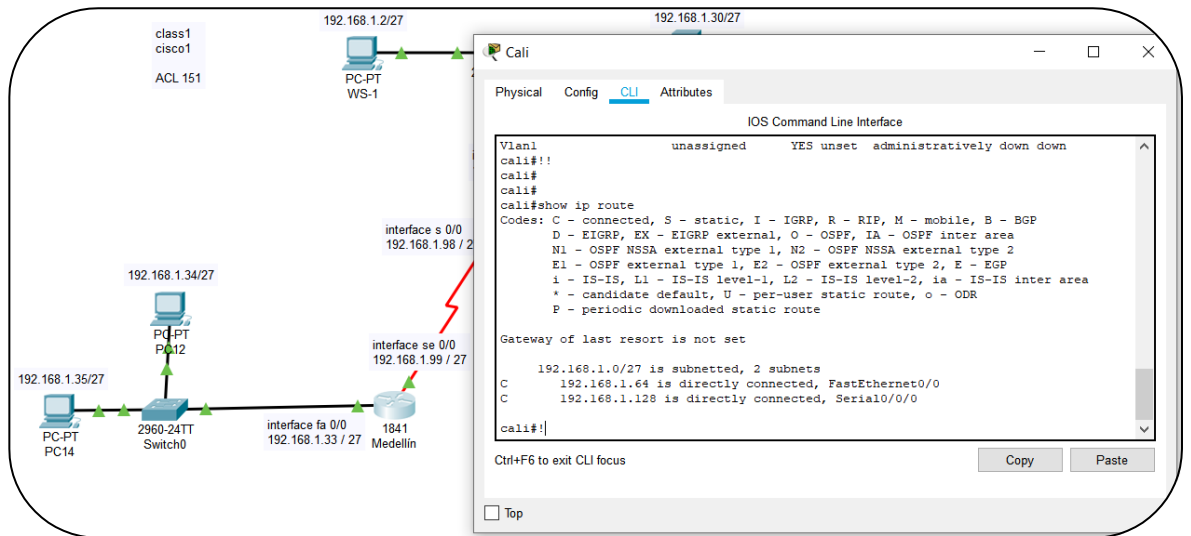 192.168.1.2/27
192.168.1.30/27
class1
cisco1
ACL 151
PC-PT
WS-1
interface s 0/0
192.168.1.98 / 2
192.168.1.34/27
PC-PT
PC12
interface se 0/0
192.168.1.99 / 27
192.168.1.35/27
PC-PT
PC14
2960-24TT
Switch0
interface fa 0/0
192.168.1.33 / 27
1841
Medellín
Cali
Physical Config CLI Attributes
IOS Command Line Interface
Vlan1 unassigned YES unset administratively down down
cali#!!
cali#
cali#
cali#show ip route
Codes: C - connected, S - static, I - IGRP, R - RIP, M - mobile, B - BGP
D - EIGRP, EX - EIGRP external, O - OSPF, IA - OSPF inter area
N1 - OSPF NSSA external type 1, N2 - OSPF NSSA external type 2
E1 - OSPF external type 1, E2 - OSPF external type 2, E - EGP
i - IS-IS, L1 - IS-IS level-1, L2 - IS-IS level-2, ia - IS-IS inter area
* - candidate default, U - per-user static route, o - ODR
P - periodic downloaded static route
Gateway of last resort is not set
192.168.1.0/27 is subnetted, 2 subnets
C 192.168.1.64 is directly connected, FastEthernet0/0
C 192.168.1.128 is directly connected, Serial0/0/0
cali#!
Ctrl+F6 to exit CLI focus
Copy Paste
Top